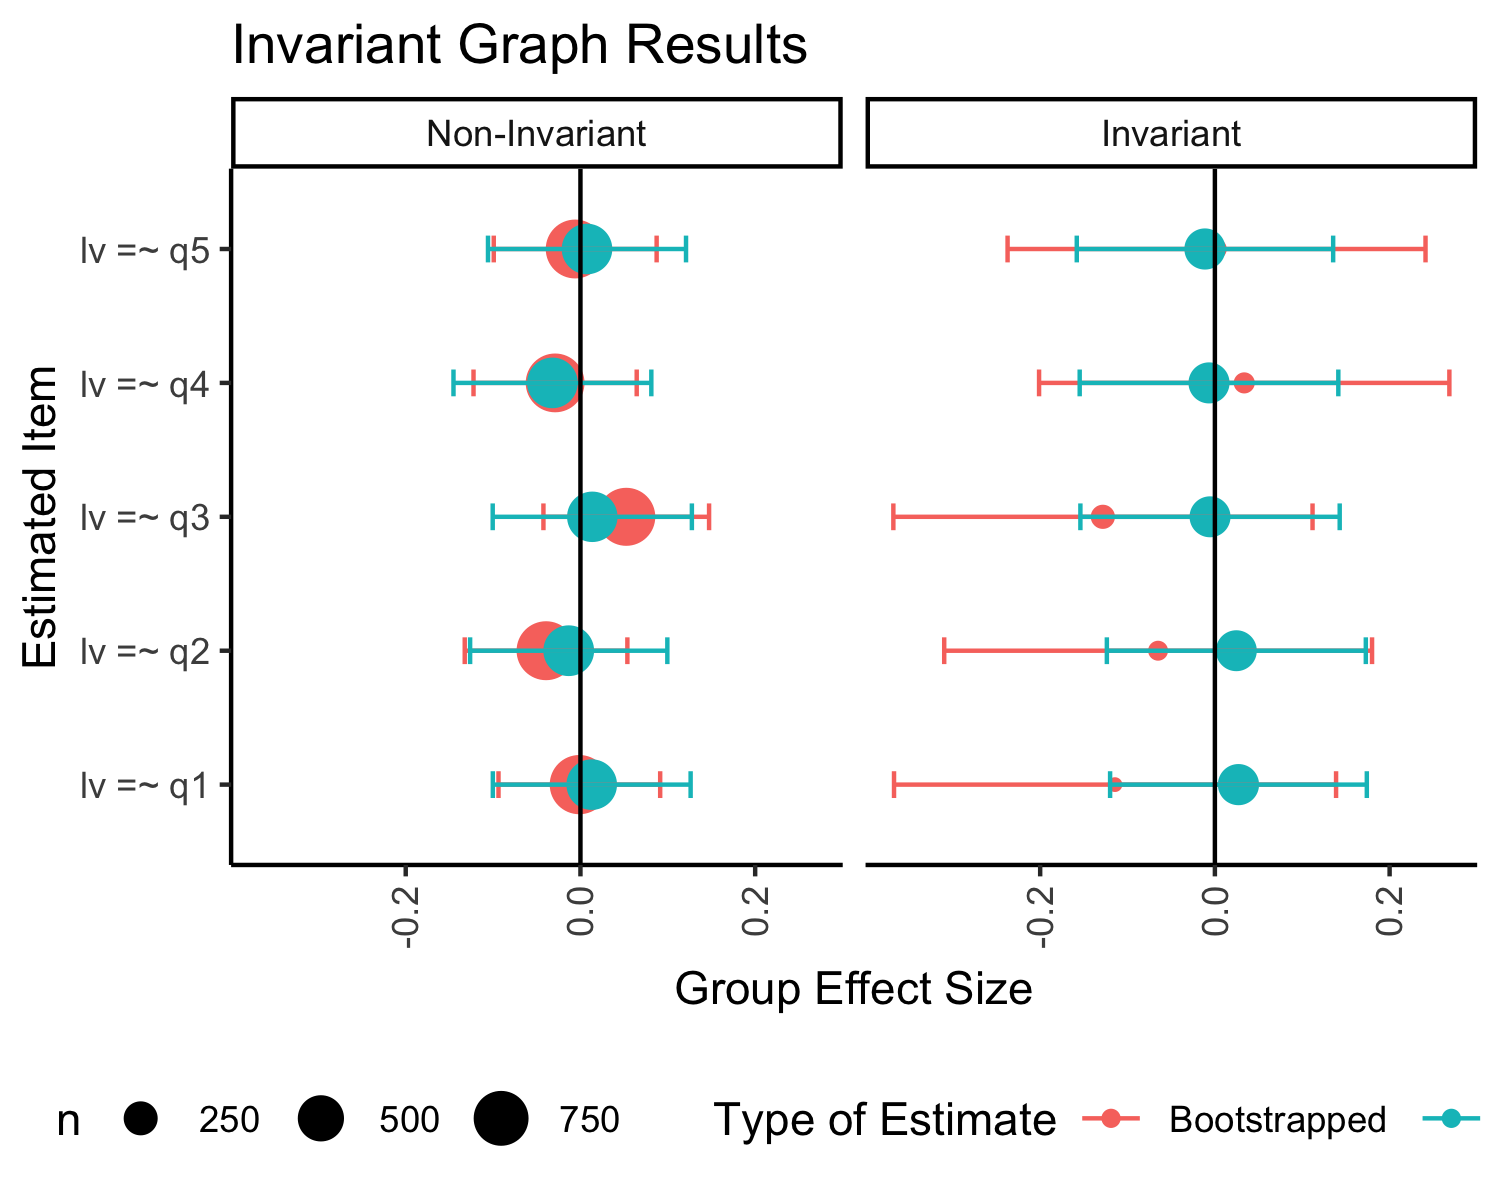 Invariant Graph Results
Non-Invariant
Invariant
Estimated Item
lv =~ q5
lv =~ q4
lv =~ q3
lv =~ q2
lv =~ q1
-0.2
0.0
0.2
-0.2
0.0
0.2
Group Effect Size
n 250 500 750
Type of Estimate Bootstrapped